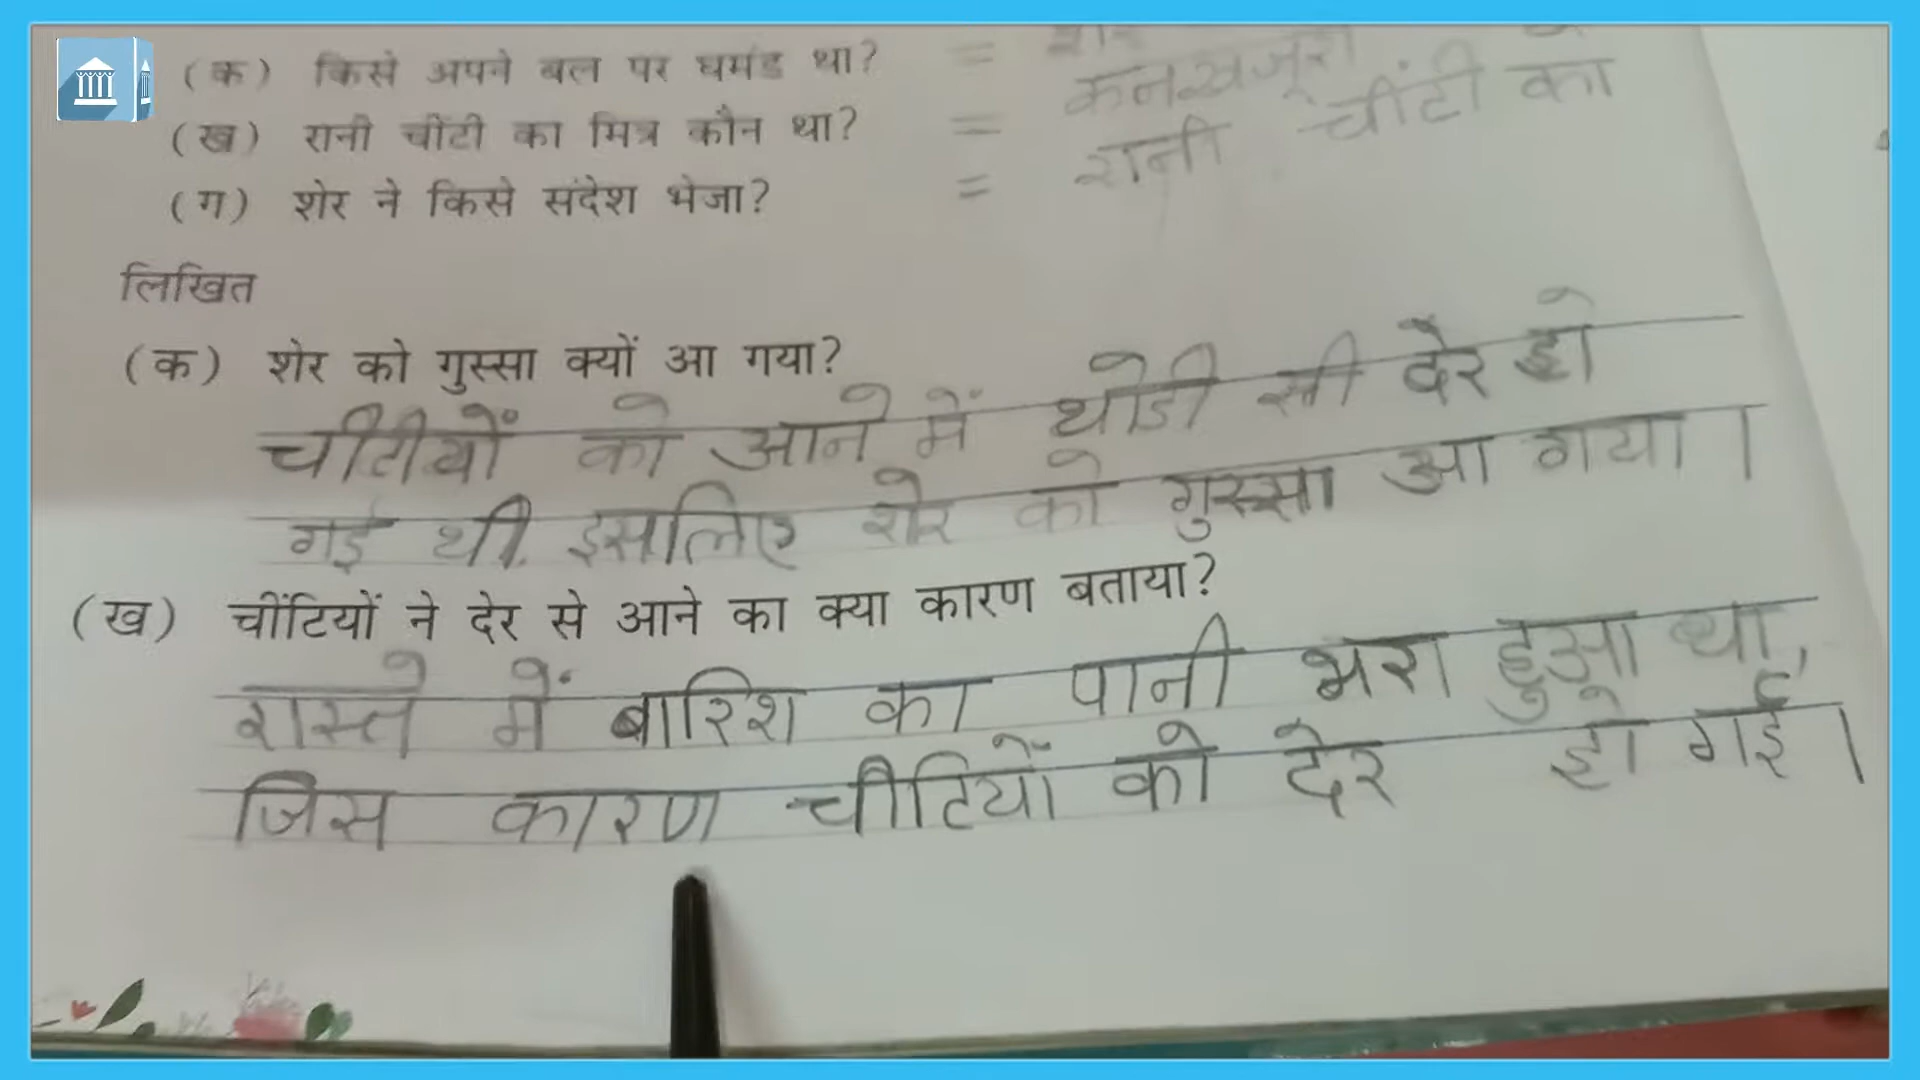 (क) किसे अपने बल पर घमंड था? = शेर
(ख) रानी चींटी का मित्र कौन था? = कनखजूरा
(ग) शेर ने किसे संदेश भेजा? = रानी चींटी को
लिखित
(क) शेर को गुस्सा क्यों आ गया?
चीटीयों को आने में थोडी सी देर हो
गई थी इसलिए शेर को गुस्सा आ गया।
(ख) चींटियों ने देर से आने का क्या कारण बताया?
रास्ते में बारिश का पानी भरा हुआ था,
जिस कारण चीटियों को देर हो गई।